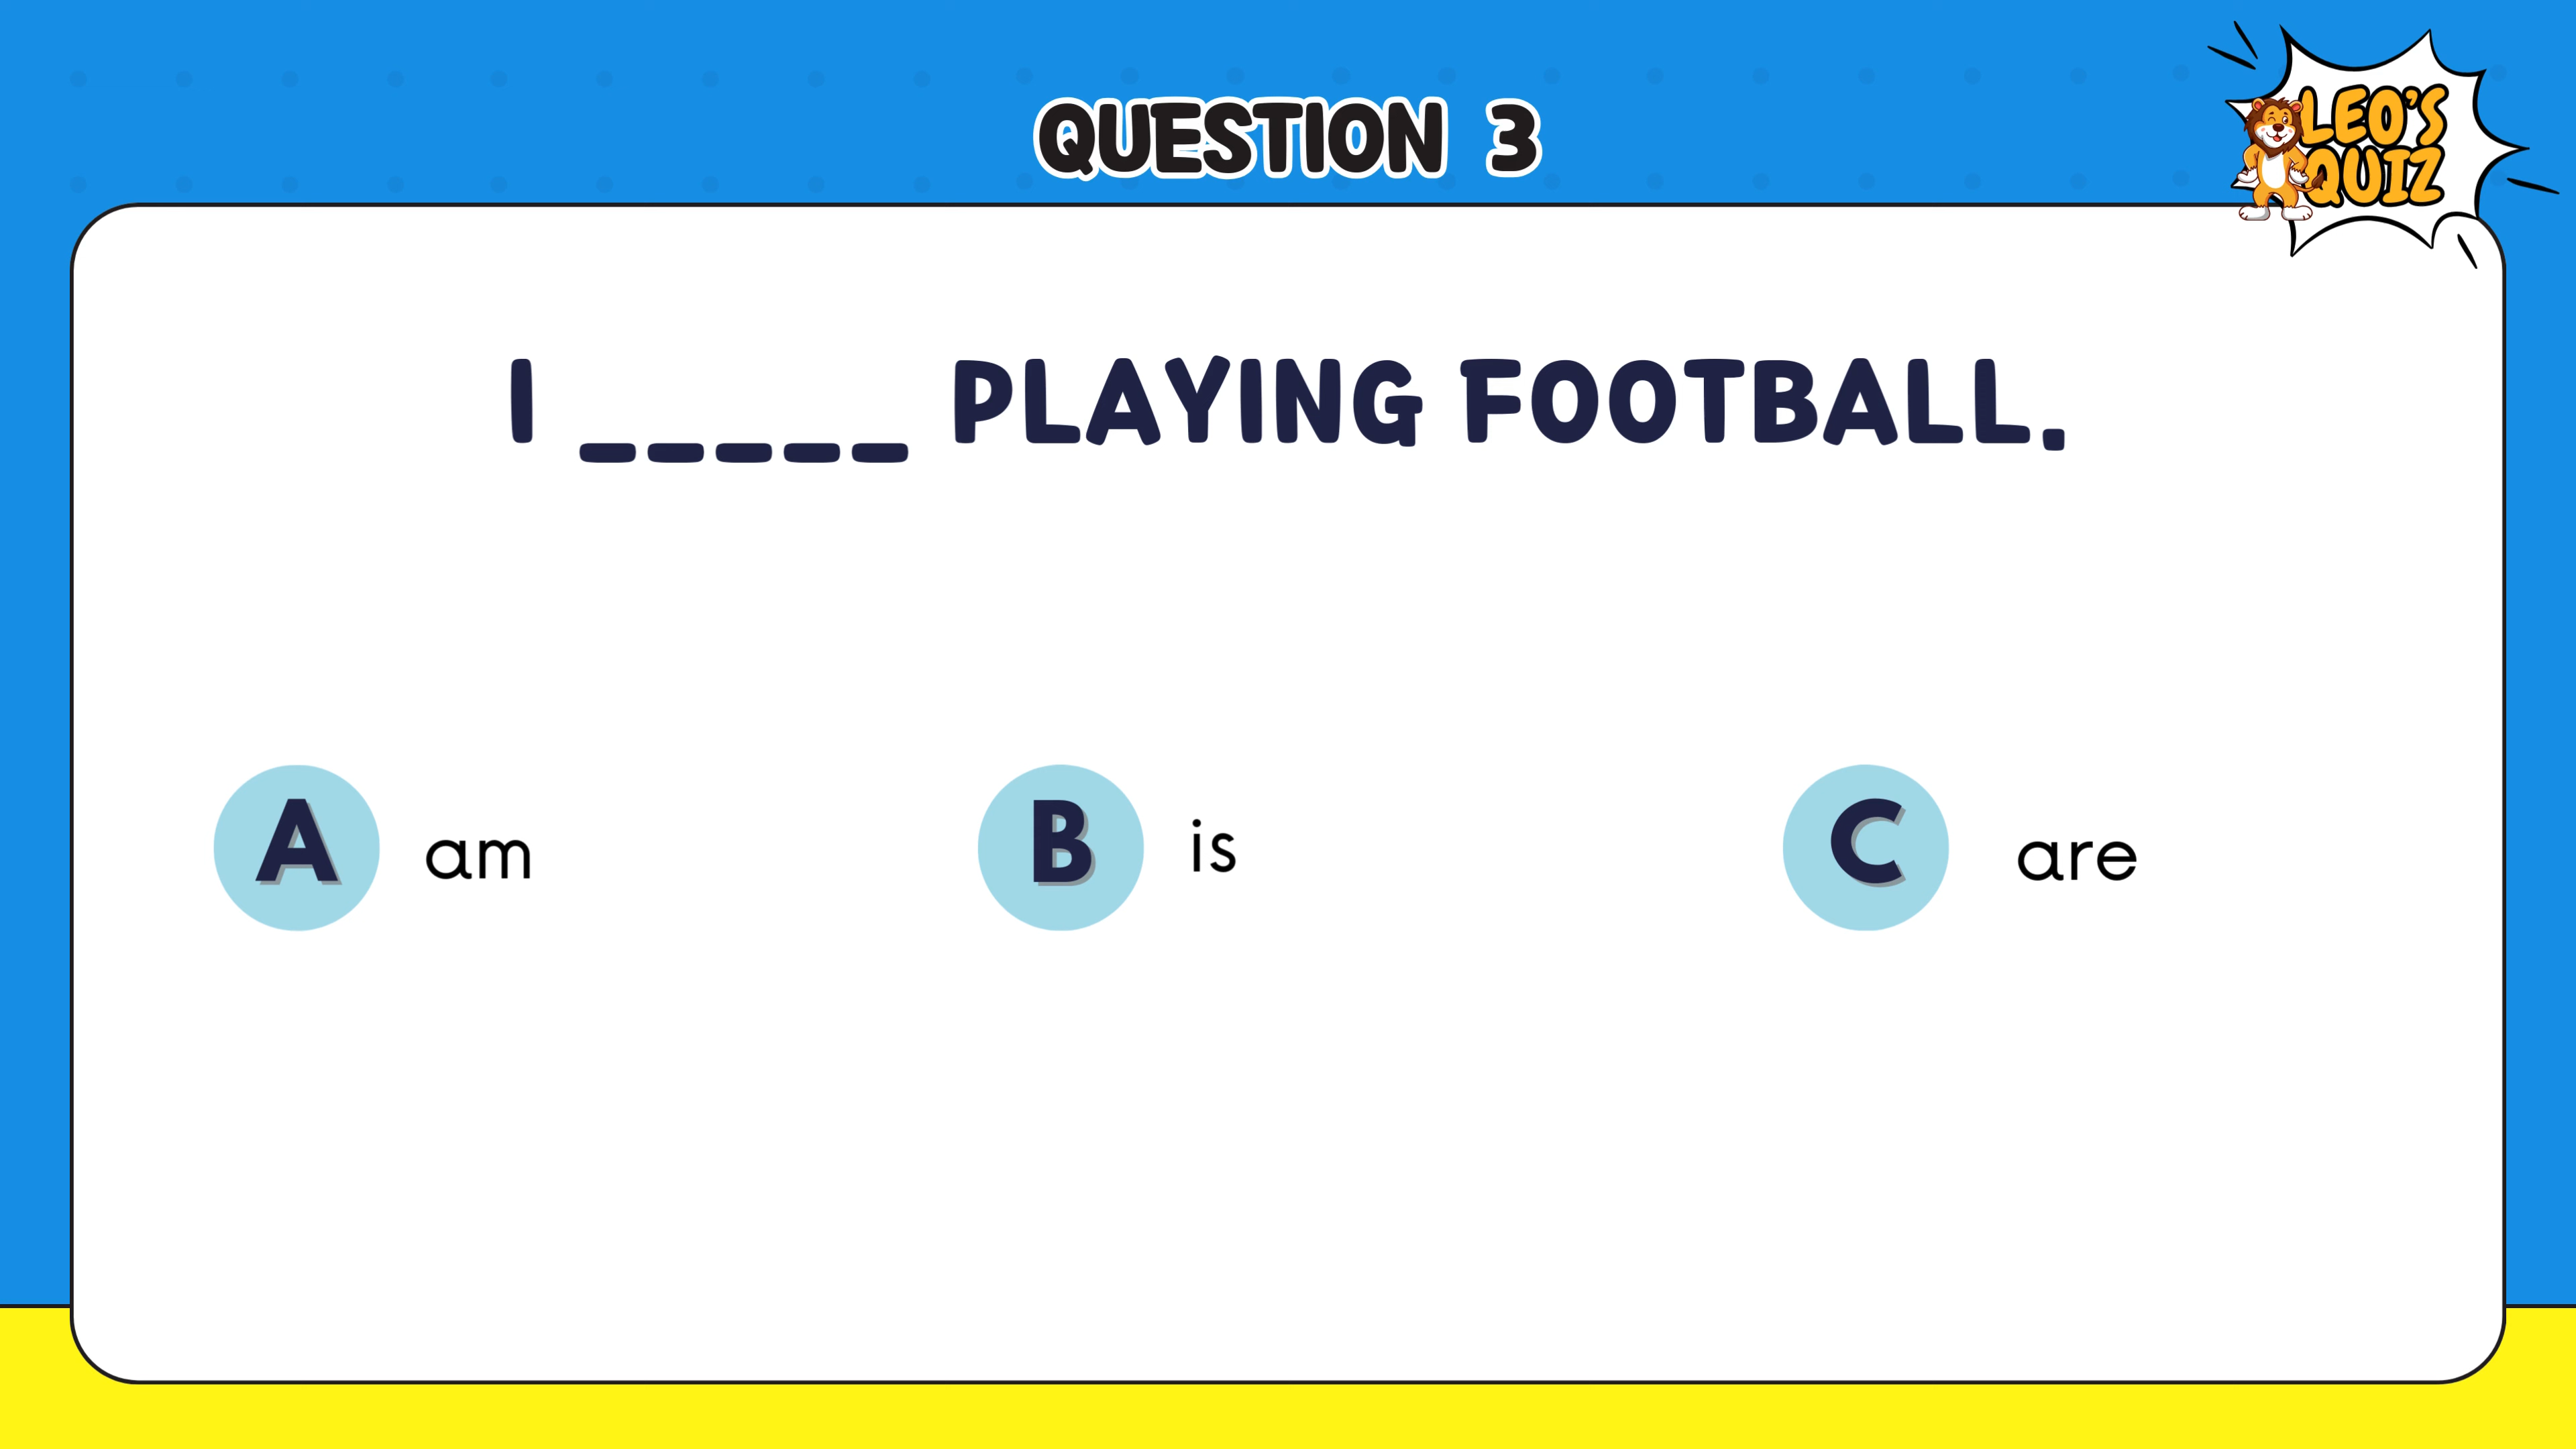 QUESTION 3
LEO'S
QUIZ
I _____ PLAYING FOOTBALL.
A am
B is
C are